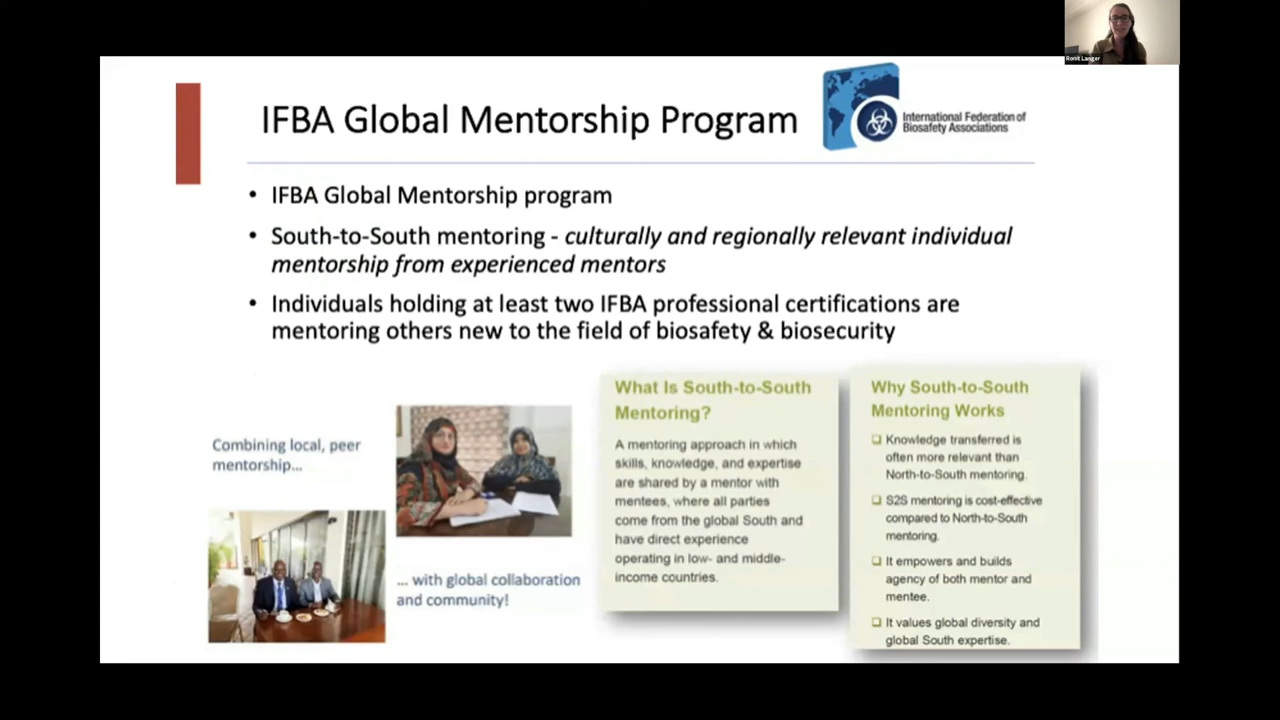 Ronit Langer
IFBA Global Mentorship Program
International Federation of
Biosafety Associations
• IFBA Global Mentorship program
• South-to-South mentoring - culturally and regionally relevant individual
mentorship from experienced mentors
• Individuals holding at least two IFBA professional certifications are
mentoring others new to the field of biosafety & biosecurity
Combining local, peer
mentorship...
... with global collaboration
and community!
What Is South-to-South
Mentoring?
A mentoring approach in which
skills, knowledge, and expertise
are shared by a mentor with
mentees, where all parties
come from the global South and
have direct experience
operating in low- and middle-
income countries.
Why South-to-South
Mentoring Works
❑ Knowledge transferred is
often more relevant than
North-to-South mentoring.
❑ S2S mentoring is cost-effective
compared to North-to-South
mentoring.
❑ It empowers and builds
agency of both mentor and
mentee.
❑ It values global diversity and
global South expertise.